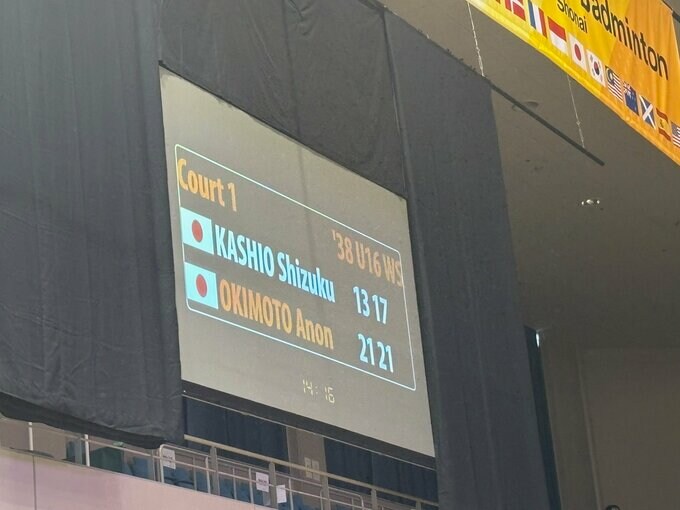 Badminton
Shonai
Court 1
'38 U16 WS
KASHIO Shizuku 13 17
OKIMOTO Anon 21 21
14:16